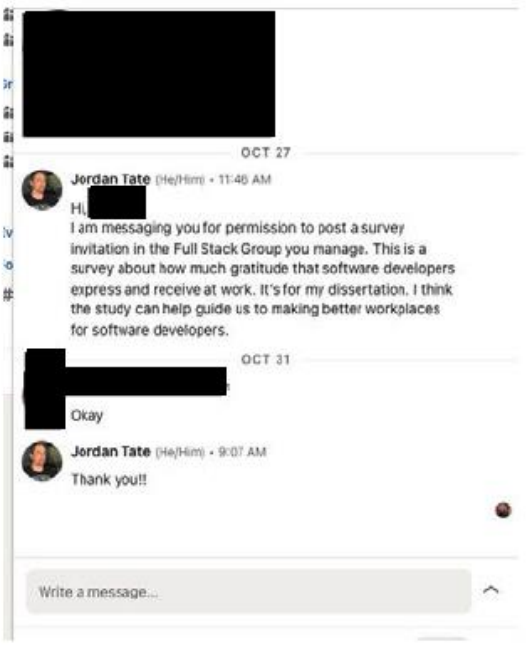 OCT 27
Jordan Tate (He/Him) • 11:46 AM
Hi,
I am messaging you for permission to post a survey
invitation in the Full Stack Group you manage. This is a
survey about how much gratitude that software developers
express and receive at work. It's for my dissertation. I think
the study can help guide us to making better workplaces
for software developers.
OCT 31
Okay
Jordan Tate (He/Him) • 9:07 AM
Thank you!!
Write a message...